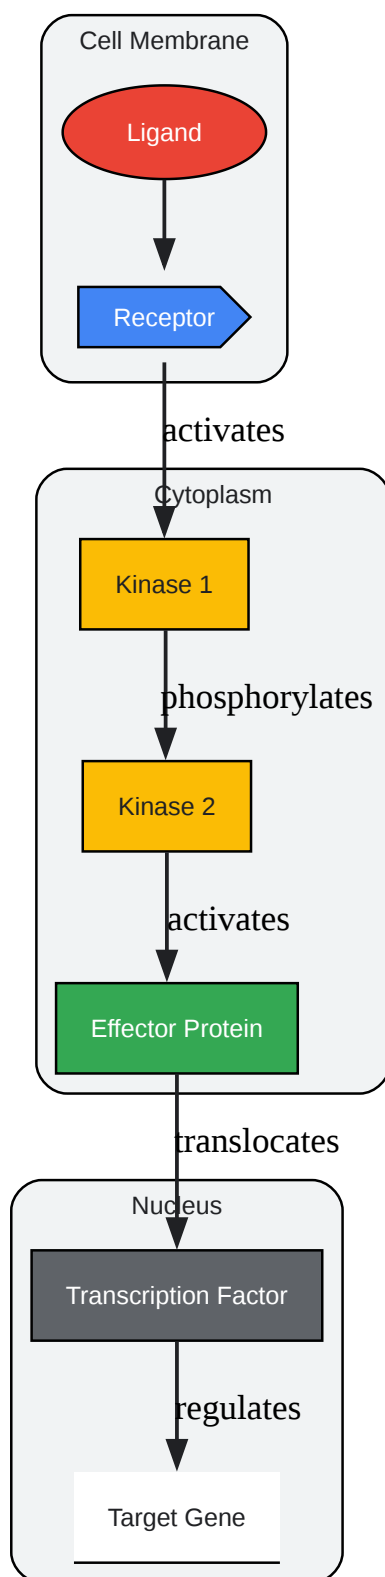 Cell Membrane
Ligand
Receptor
activates
Cytoplasm
Kinase 1
phosphorylates
Kinase 2
activates
Effector Protein
translocates
Nucleus
Transcription Factor
regulates
Target Gene